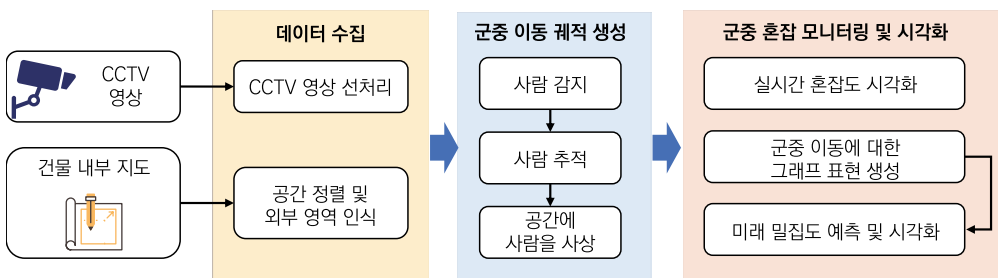 CCTV
영상
건물 내부 지도
데이터 수집
CCTV 영상 선처리
공간 정렬 및
외부 영역 인식
군중 이동 궤적 생성
사람 감지
사람 추적
공간에
사람을 사상
군중 혼잡 모니터링 및 시각화
실시간 혼잡도 시각화
군중 이동에 대한
그래프 표현 생성
미래 밀집도 예측 및 시각화